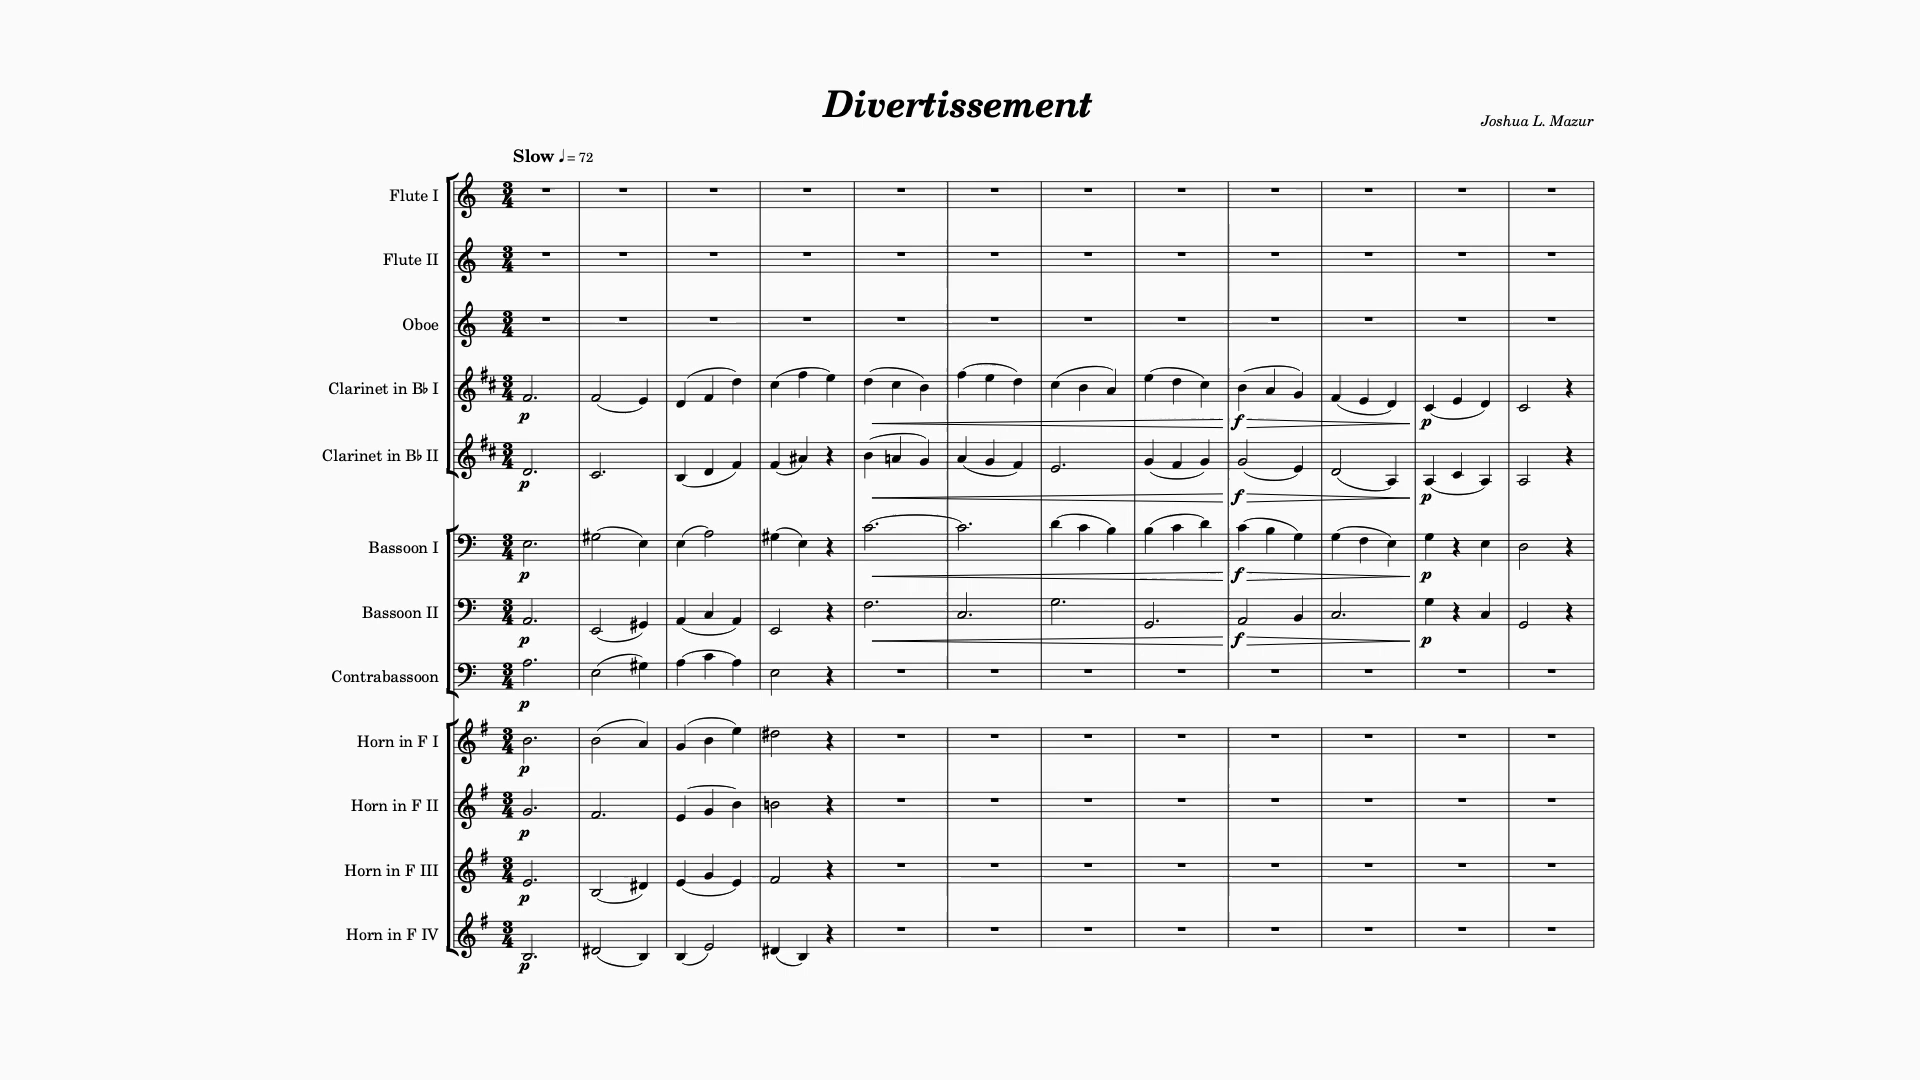 Divertissement
Joshua L. Mazur
Slow ♩= 72
Flute I
Flute II
Oboe
Clarinet in B♭ I
p f p
Clarinet in B♭ II
p f p
Bassoon I
p f p
Bassoon II
p f p
Contrabassoon
p
Horn in F I
p
Horn in F II
p
Horn in F III
p
Horn in F IV
p